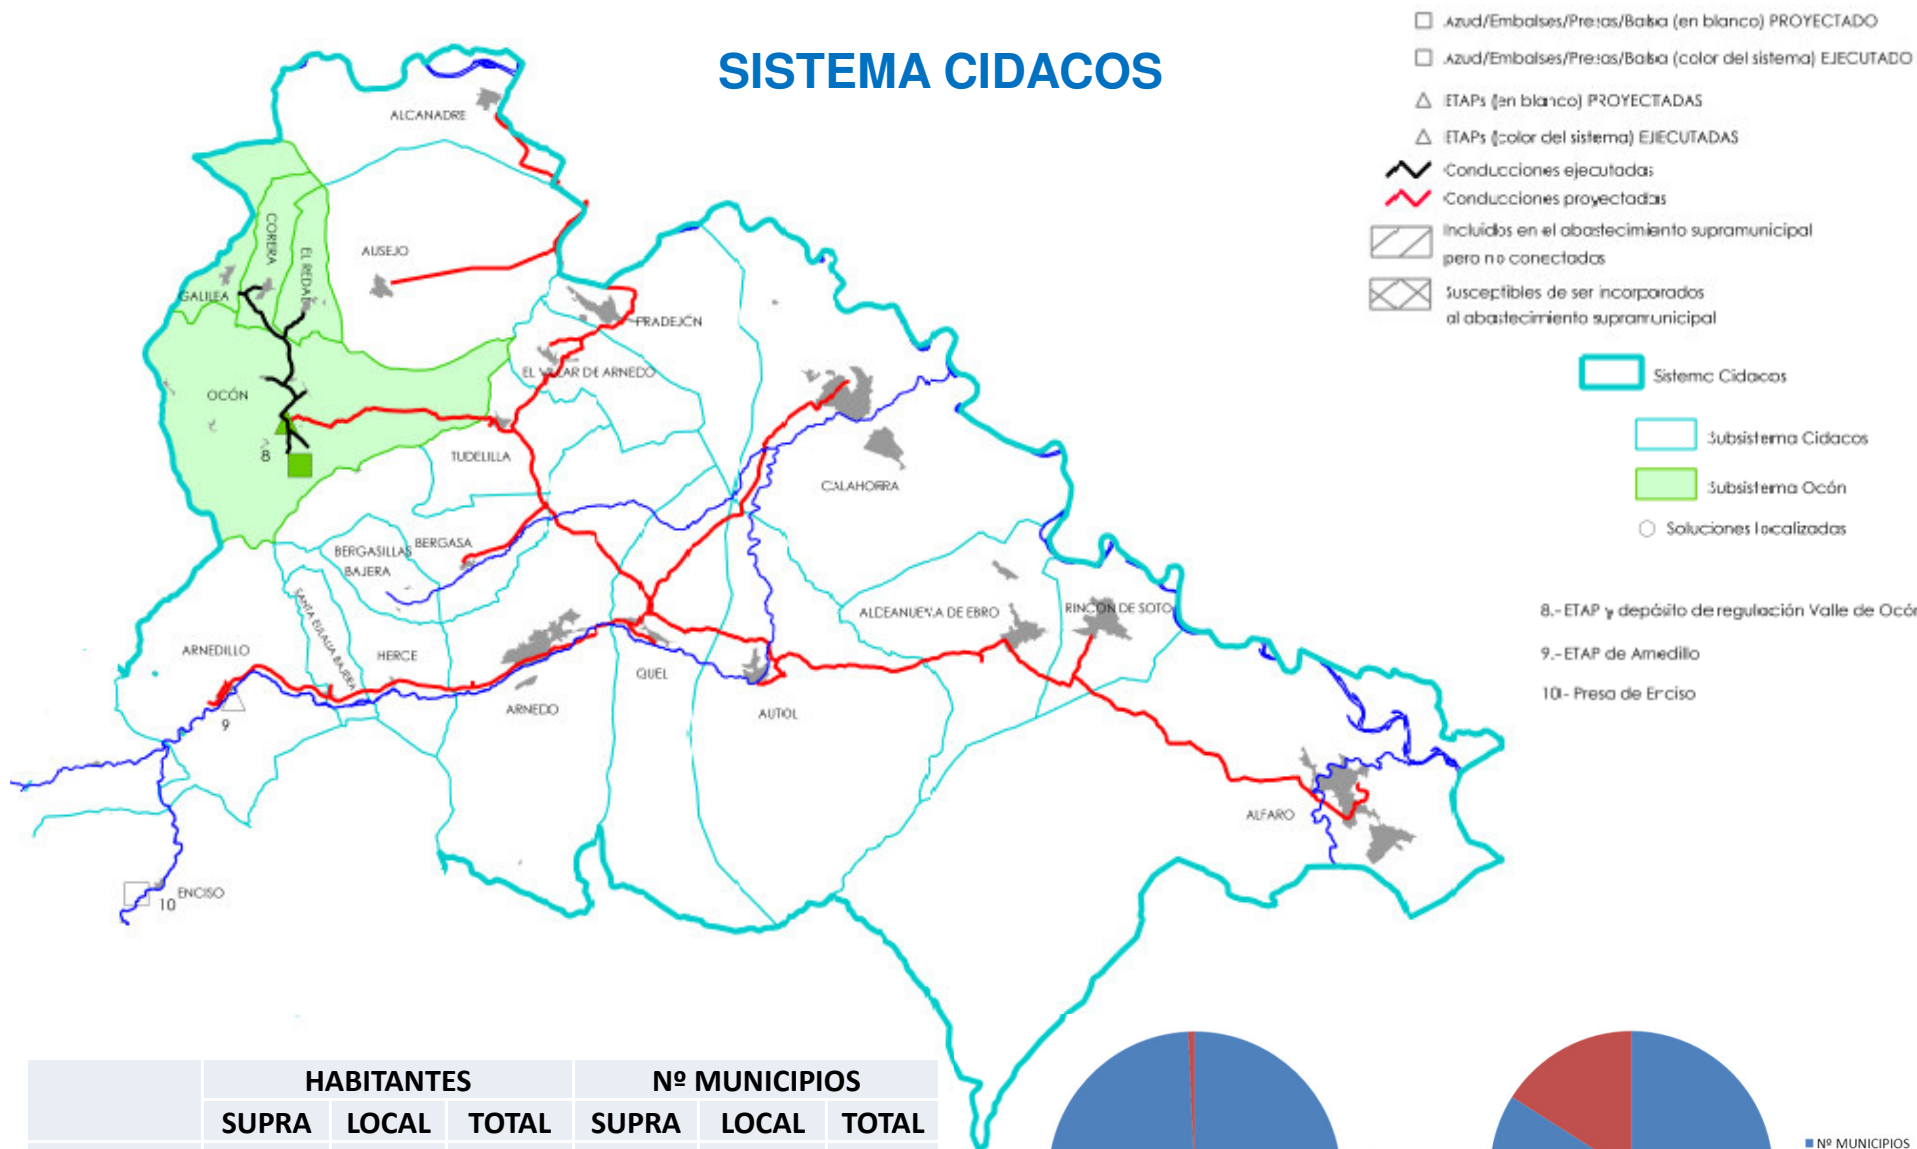 SISTEMA CIDACOS
Azud/Embalses/Presas/Balsa (en blanco) PROYECTADO
Azud/Embalses/Presas/Balsa (color del sistema) EJECUTADO
ETAPs (en blanco) PROYECTADAS
ETAPs (color del sistema) EJECUTADAS
Conducciones ejecutadas
Conducciones proyectadas
Incluidos en el abastecimiento supramunicipal
pero no conectados
Susceptibles de ser incorporados
al abastecimiento supramunicipal
Sistema Cidacos
Subsistema Cidacos
Subsistema Ocón
Soluciones localizadas
8.-ETAP y depósito de regulación Valle de Ocón
9.-ETAP de Arnedillo
10- Presa de Enciso
ALCANADRE
CORERA
EL REDAL
AUSEJO
GALILEA
PRADEJÓN
EL VILLAR DE ARNEDO
OCÓN
8
TUDELILLA
CALAHORRA
BERGASILLAS
BAJERA
BERGASA
SANTA EULALIA BAJERA
ALDEANUEVA DE EBRO
RINCON DE SOTO
ARNEDILLO
HERCE
QUEL
9
ARNEDO
AUTOL
ALFARO
10
ENCISO
HABITANTES Nº MUNICIPIOS
SUPRA LOCAL TOTAL SUPRA LOCAL TOTAL
Nº MUNICIPIOS